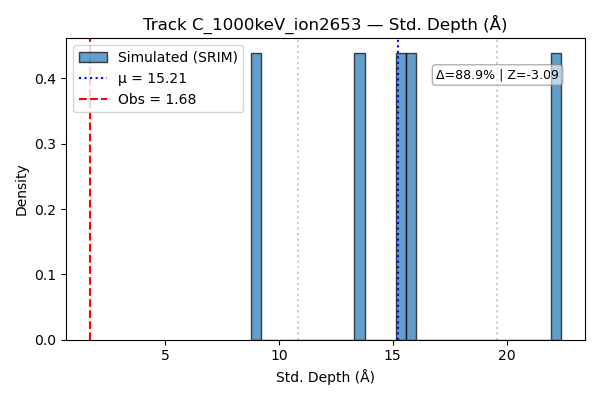 Track C_1000keV_ion2653 — Std. Depth (Å)
Simulated (SRIM)
μ = 15.21
Obs = 1.68
Δ=88.9% | Z=-3.09
Density
0.4
0.3
0.2
0.1
0.0
5
10
15
20
Std. Depth (Å)